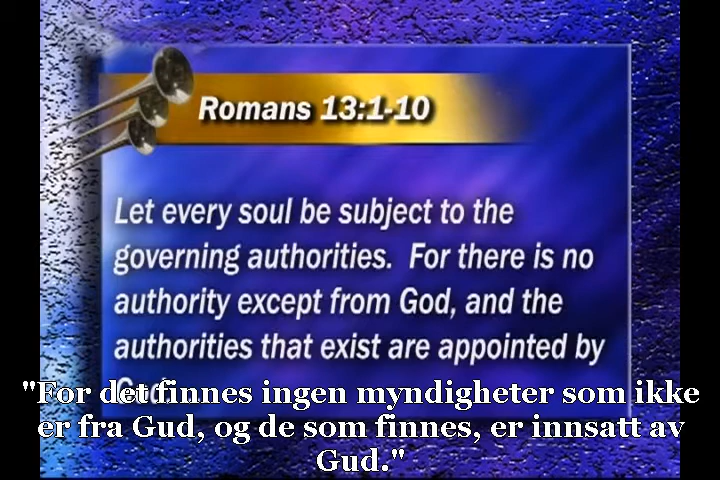 Romans 13:1-10
Let every soul be subject to the
governing authorities. For there is no
authority except from God, and the
authorities that exist are appointed by
"For det finnes ingen myndigheter som ikke
er fra Gud, og de som finnes, er innsatt av
Gud."